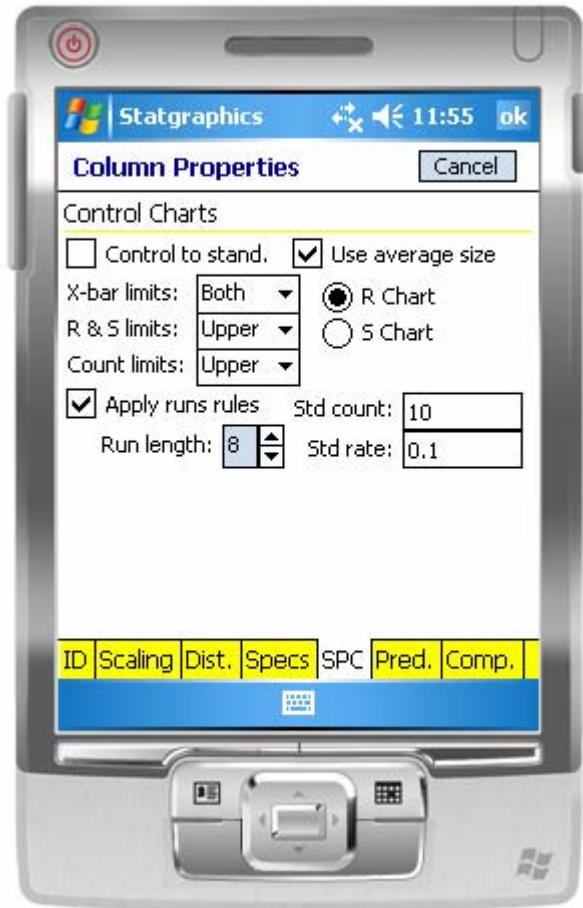 Statgraphics 11:55 ok
Column Properties Cancel
Control Charts
Control to stand. Use average size
X-bar limits: Both R Chart
R & S limits: Upper S Chart
Count limits: Upper
Apply runs rules Std count: 10
Run length: 8 Std rate: 0.1
ID Scaling Dist. Specs SPC Pred. Comp.